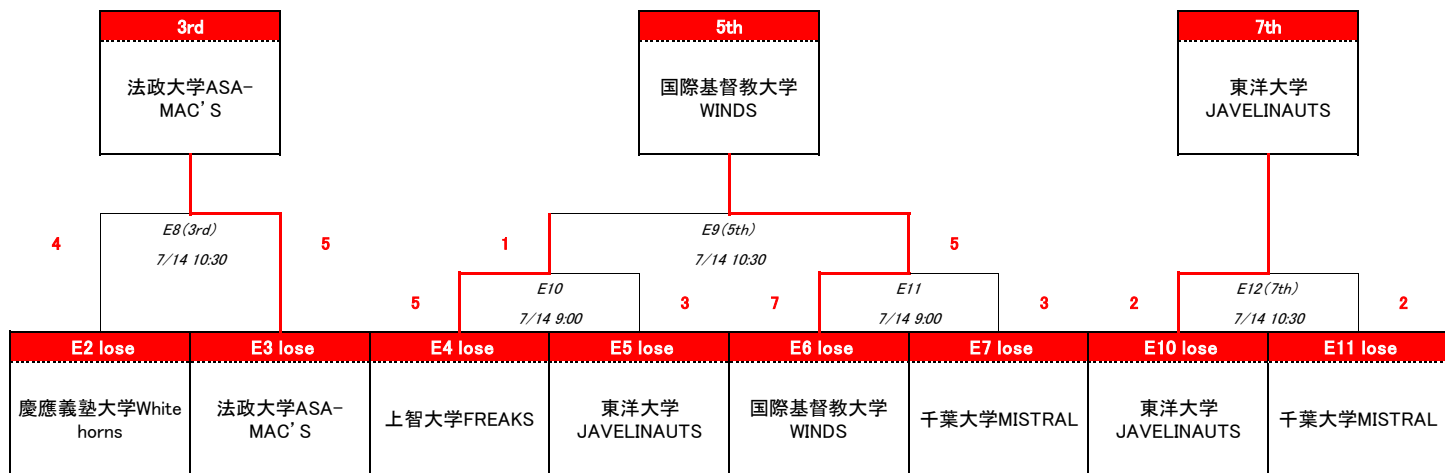 3rd
5th
7th
法政大学ASA-
MAC'S
国際基督教大学
WINDS
東洋大学
JAVELINAUTS
4
E8(3rd)
7/14 10:30
5
1
E9(5th)
7/14 10:30
5
5
E10
7/14 9:00
3
7
E11
7/14 9:00
3
2
E12(7th)
7/14 10:30
2
E2 lose
E3 lose
E4 lose
E5 lose
E6 lose
E7 lose
E10 lose
E11 lose
慶應義塾大学White
horns
法政大学ASA-
MAC'S
上智大学FREAKS
東洋大学
JAVELINAUTS
国際基督教大学
WINDS
千葉大学MISTRAL
東洋大学
JAVELINAUTS
千葉大学MISTRAL